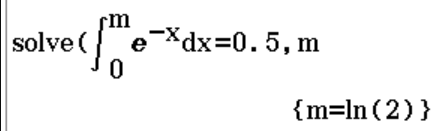 solve(∫₀ᵐ e⁻ˣdx=0.5,m
{m=ln(2)}